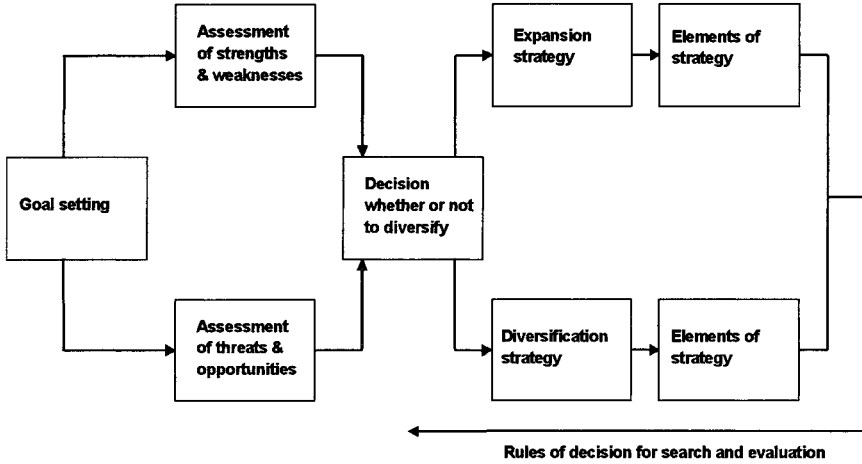 Assessment
of strengths
& weaknesses
Expansion
strategy
Elements of
strategy
Goal setting
Decision
whether or not
to diversify
Assessment
of threats &
opportunities
Diversification
strategy
Elements of
strategy
Rules of decision for search and evaluation